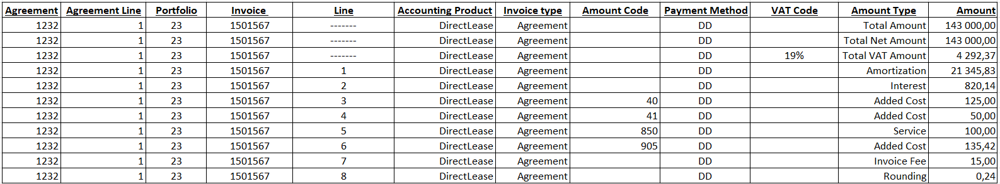 Agreement Agreement Line Portfolio Invoice Line Accounting Product Invoice type Amount Code Payment Method VAT Code Amount Type Amount
1232 1 23 1501567 ------- DirectLease Agreement DD Total Amount 143 000,00
1232 1 23 1501567 ------- DirectLease Agreement DD Total Net Amount 143 000,00
1232 1 23 1501567 ------- DirectLease Agreement DD 19% Total VAT Amount 4 292,37
1232 1 23 1501567 1 DirectLease Agreement DD Amortization 21 345,83
1232 1 23 1501567 2 DirectLease Agreement DD Interest 820,14
1232 1 23 1501567 3 DirectLease Agreement 40 DD Added Cost 125,00
1232 1 23 1501567 4 DirectLease Agreement 41 DD Added Cost 50,00
1232 1 23 1501567 5 DirectLease Agreement 850 DD Service 100,00
1232 1 23 1501567 6 DirectLease Agreement 905 DD Added Cost 135,42
1232 1 23 1501567 7 DirectLease Agreement DD Invoice Fee 15,00
1232 1 23 1501567 8 DirectLease Agreement DD Rounding 0,24